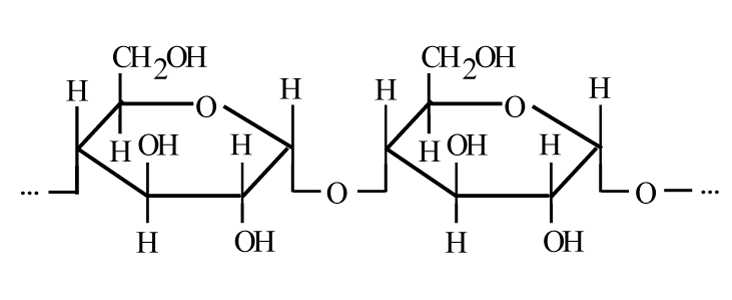 CH₂OH CH₂OH
H O H H O H
H OH H H OH H
... O O ...
H OH H OH